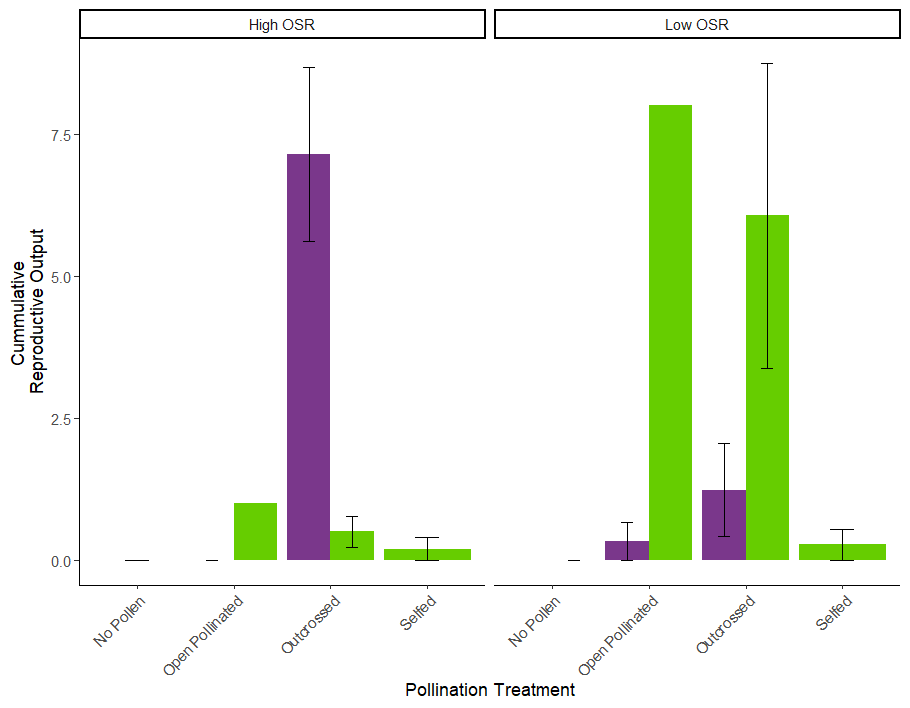 High OSR
Low OSR
Cummulative
Reproductive Output
7.5
5.0
2.5
0.0
No Pollen
Open Pollinated
Outcrossed
Selfed
No Pollen
Open Pollinated
Outcrossed
Selfed
Pollination Treatment